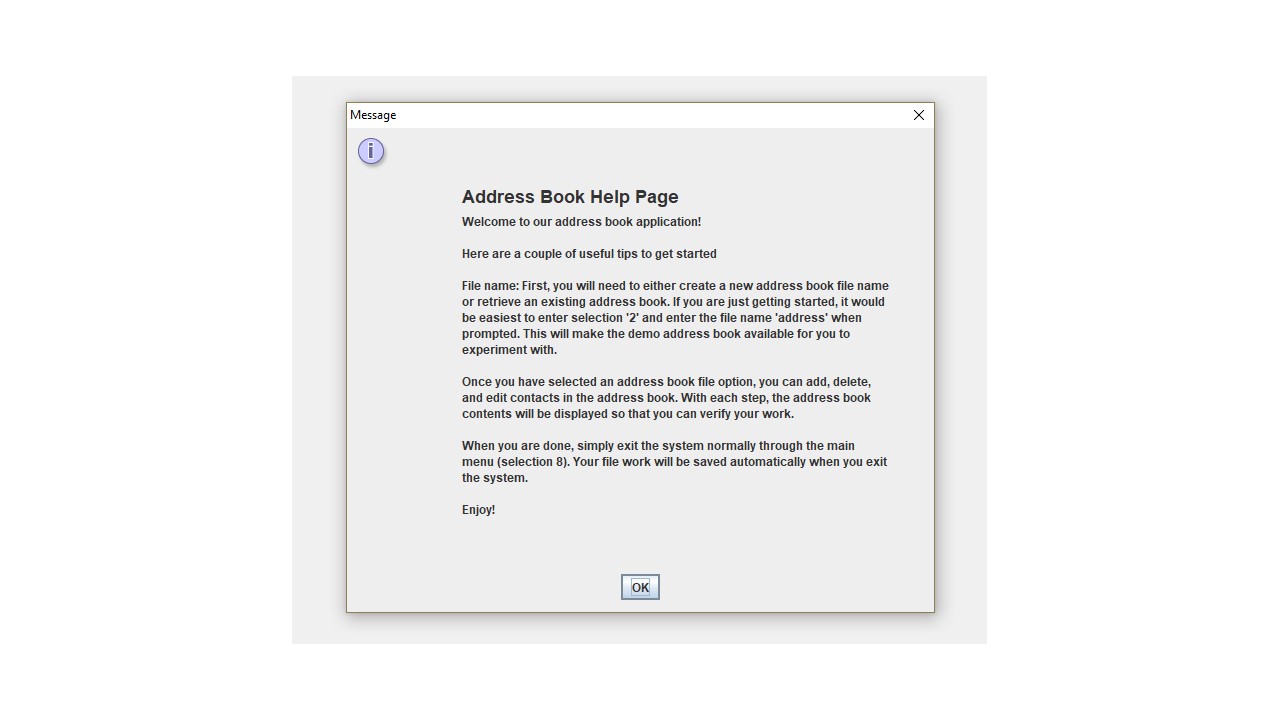 Message
i
Address Book Help Page
Welcome to our address book application!
Here are a couple of useful tips to get started
File name: First, you will need to either create a new address book file name
or retrieve an existing address book. If you are just getting started, it would
be easiest to enter selection '2' and enter the file name 'address' when
prompted. This will make the demo address book available for you to
experiment with.
Once you have selected an address book file option, you can add, delete,
and edit contacts in the address book. With each step, the address book
contents will be displayed so that you can verify your work.
When you are done, simply exit the system normally through the main
menu (selection 8). Your file work will be saved automatically when you exit
the system.
Enjoy!
OK